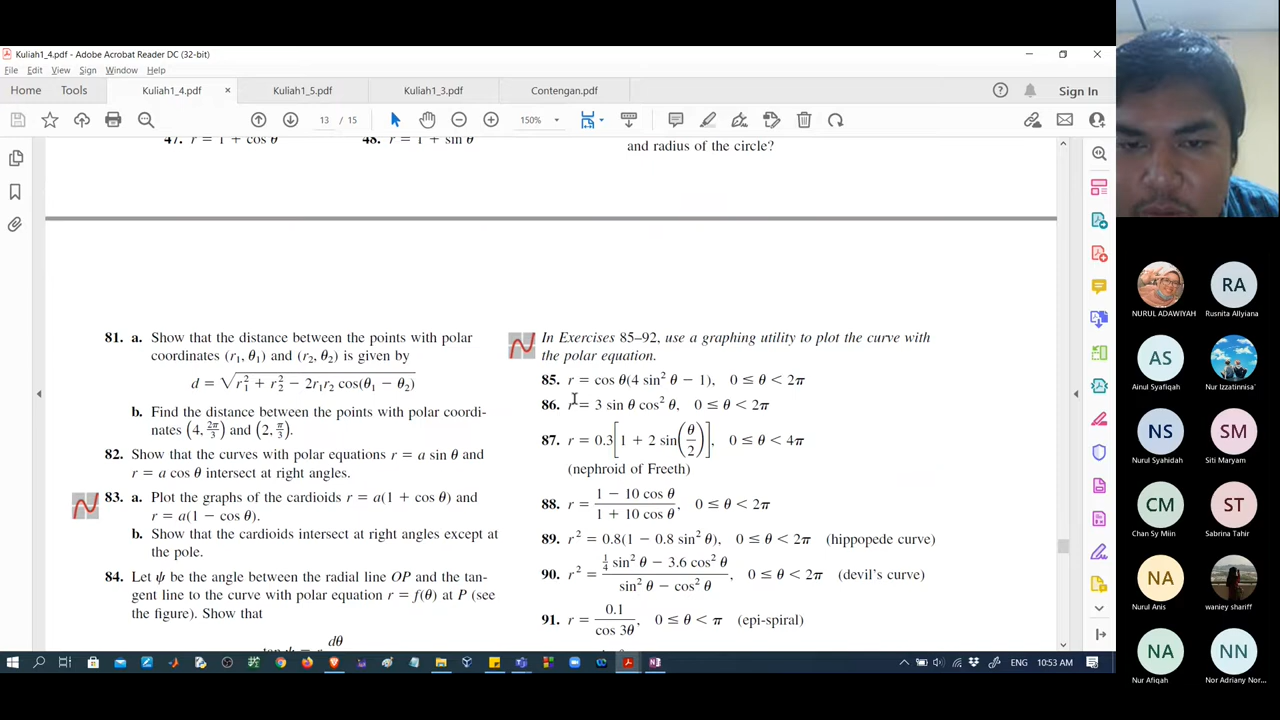 Kuliah1_4.pdf - Adobe Acrobat Reader DC (32-bit)
File Edit View Sign Window Help
Home Tools Kuliah1_4.pdf × Kuliah1_5.pdf Kuliah1_3.pdf Contengan.pdf Sign In
13 / 15 150%
47. r = 1 + cos θ 48. r = 1 + sin θ
and radius of the circle?
81. a. Show that the distance between the points with polar
coordinates (r₁, θ₁) and (r₂, θ₂) is given by
d = √(r₁² + r₂² − 2r₁r₂ cos(θ₁ − θ₂))
b. Find the distance between the points with polar coordi-
nates (4, 2π/3) and (2, π/3).
82. Show that the curves with polar equations r = a sin θ and
r = a cos θ intersect at right angles.
83. a. Plot the graphs of the cardioids r = a(1 + cos θ) and
r = a(1 − cos θ).
b. Show that the cardioids intersect at right angles except at
the pole.
84. Let ψ be the angle between the radial line OP and the tan-
gent line to the curve with polar equation r = f(θ) at P (see
the figure). Show that
dθ
In Exercises 85–92, use a graphing utility to plot the curve with
the polar equation.
85. r = cos θ(4 sin² θ − 1), 0 ≤ θ < 2π
86. r = 3 sin θ cos² θ, 0 ≤ θ < 2π
87. r = 0.3[1 + 2 sin(θ/2)], 0 ≤ θ < 4π
(nephroid of Freeth)
88. r = (1 − 10 cos θ)/(1 + 10 cos θ), 0 ≤ θ < 2π
89. r² = 0.8(1 − 0.8 sin² θ), 0 ≤ θ < 2π (hippopede curve)
90. r² = (¼ sin² θ − 3.6 cos² θ)/(sin² θ − cos² θ), 0 ≤ θ < 2π (devil's curve)
91. r = 0.1/cos 3θ, 0 ≤ θ < π (epi-spiral)
RA
NURUL ADAWIYAH Rusnita Allyiana
AS
Ainul Syafiqah Nur Izzatinnisa'
NS SM
Nurul Syahidah Siti Maryam
CM ST
Chan Sy Miin Sabrina Tahir
NA
Nurul Anis waniey shariff
NA NN
Nur Afiqah Nor Adriany Nor...
ENG 10:53 AM